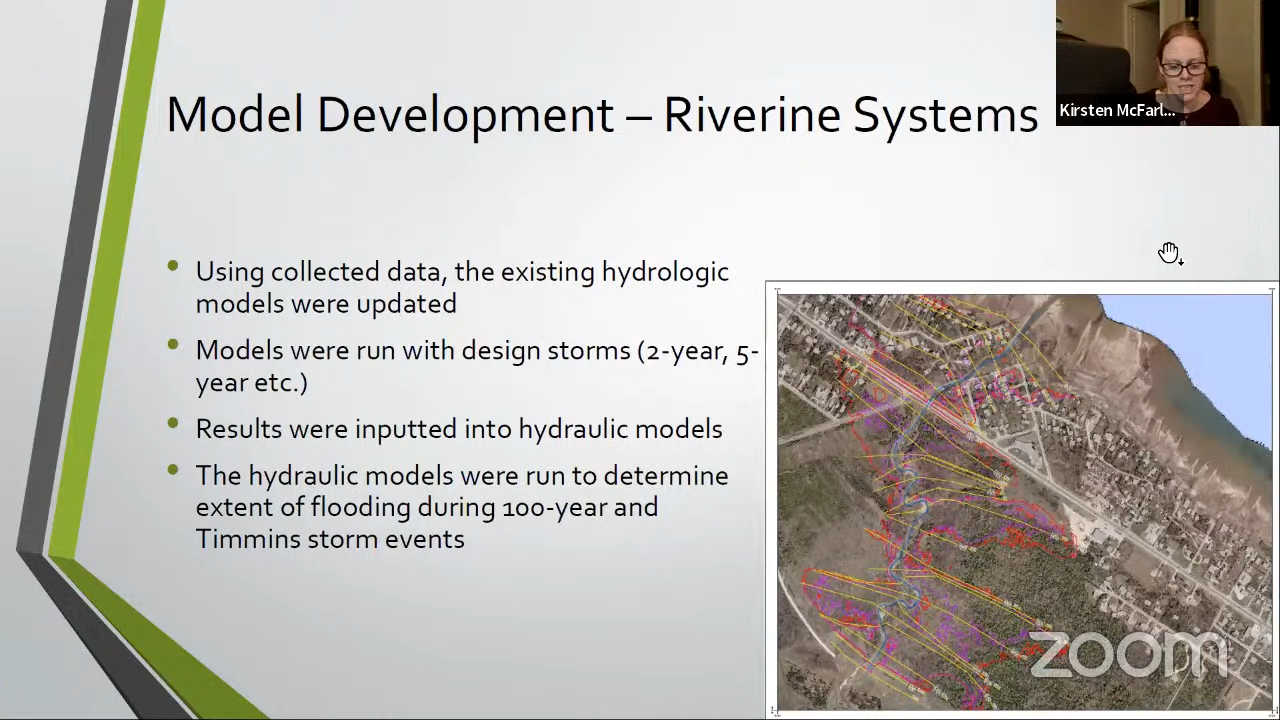 Model Development – Riverine Systems
Kirsten McFarl...
• Using collected data, the existing hydrologic
models were updated
• Models were run with design storms (2-year, 5-
year etc.)
• Results were inputted into hydraulic models
• The hydraulic models were run to determine
extent of flooding during 100-year and
Timmins storm events
zoom